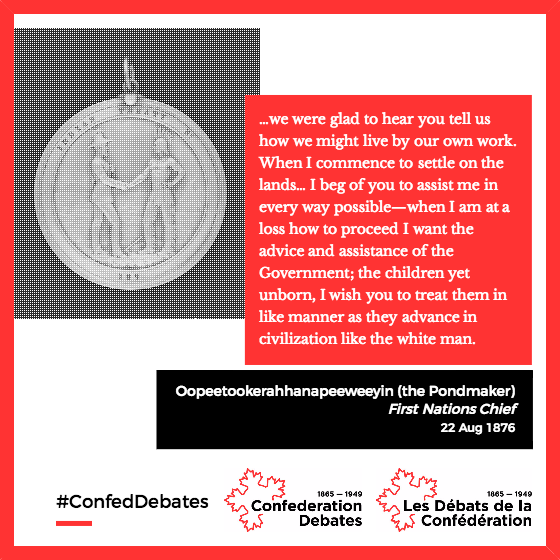 INDIAN TREATY No
187
...we were glad to hear you tell us
how we might live by our own work.
When I commence to settle on the
lands... I beg of you to assist me in
every way possible—when I am at a
loss how to proceed I want the
advice and assistance of the
Government; the children yet
unborn, I wish you to treat them in
like manner as they advance in
civilization like the white man.
Oopeetookerahhanapeeweeyin (the Pondmaker)
First Nations Chief
22 Aug 1876
#ConfedDebates
1865 — 1949
Confederation
Debates
1865 — 1949
Les Débats de la
Confédération